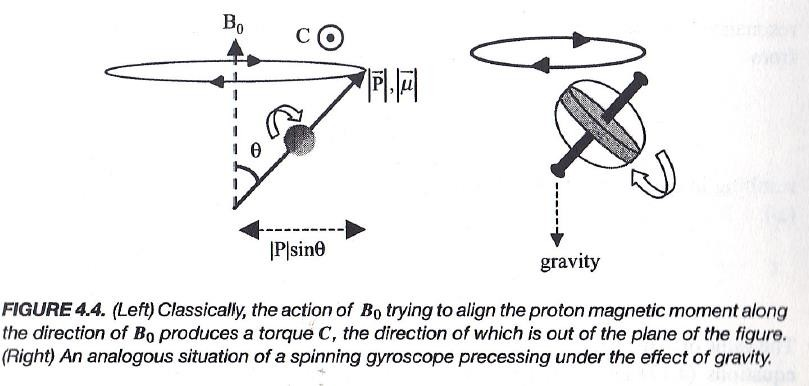 B₀
C
|P⃗|,|μ⃗|
θ
|P|sinθ
gravity
FIGURE 4.4. (Left) Classically, the action of B₀ trying to align the proton magnetic moment along
the direction of B₀ produces a torque C, the direction of which is out of the plane of the figure.
(Right) An analogous situation of a spinning gyroscope precessing under the effect of gravity.